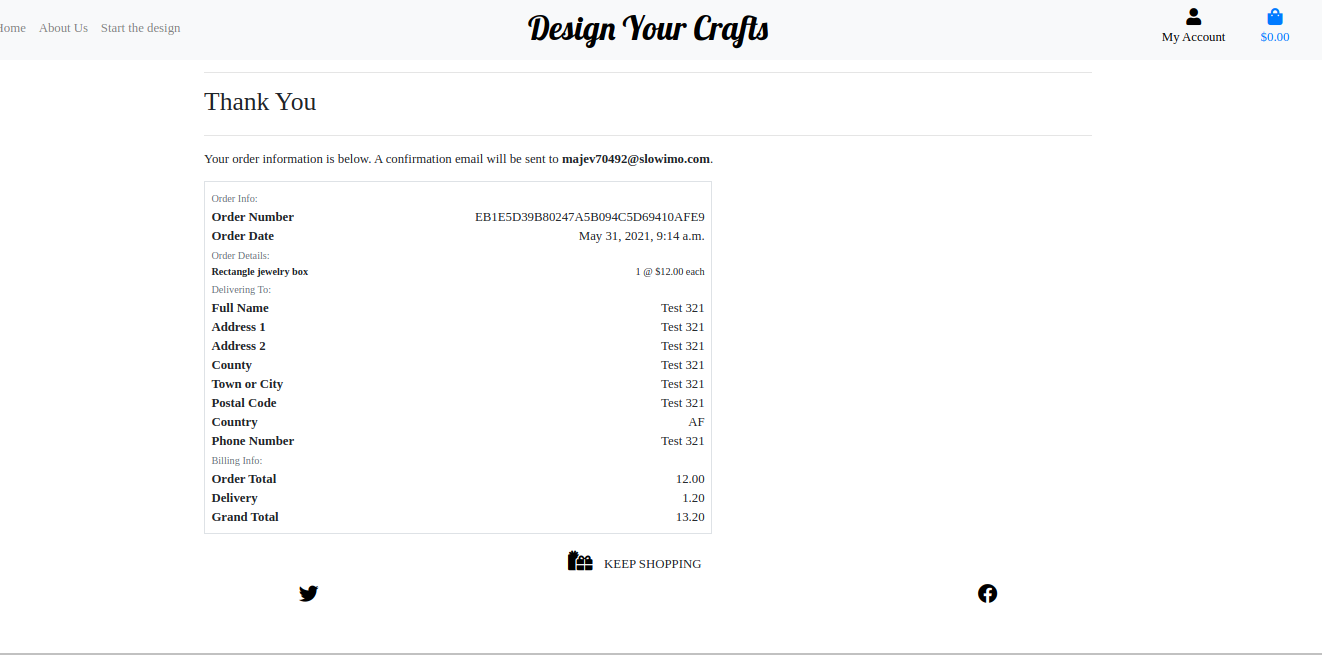 Home About Us Start the design
Design Your Crafts
My Account
$0.00
Thank You
Your order information is below. A confirmation email will be sent to majev70492@slowimo.com.
Order Info:
Order Number EB1E5D39B80247A5B094C5D69410AFE9
Order Date May 31, 2021, 9:14 a.m.
Order Details:
Rectangle jewelry box 1 @ $12.00 each
Delivering To:
Full Name Test 321
Address 1 Test 321
Address 2 Test 321
County Test 321
Town or City Test 321
Postal Code Test 321
Country AF
Phone Number Test 321
Billing Info:
Order Total 12.00
Delivery 1.20
Grand Total 13.20
KEEP SHOPPING